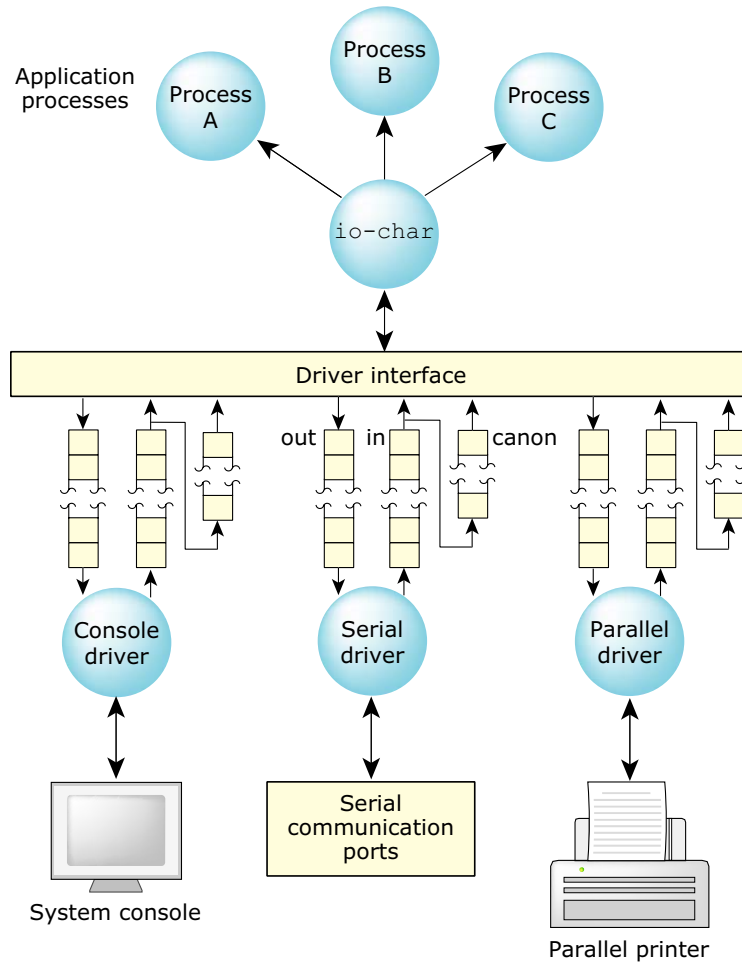 Application
processes
Process
A
Process
B
Process
C
io-char
Driver interface
out
in
canon
Console
driver
Serial
driver
Parallel
driver
Serial
communication
ports
System console
Parallel printer